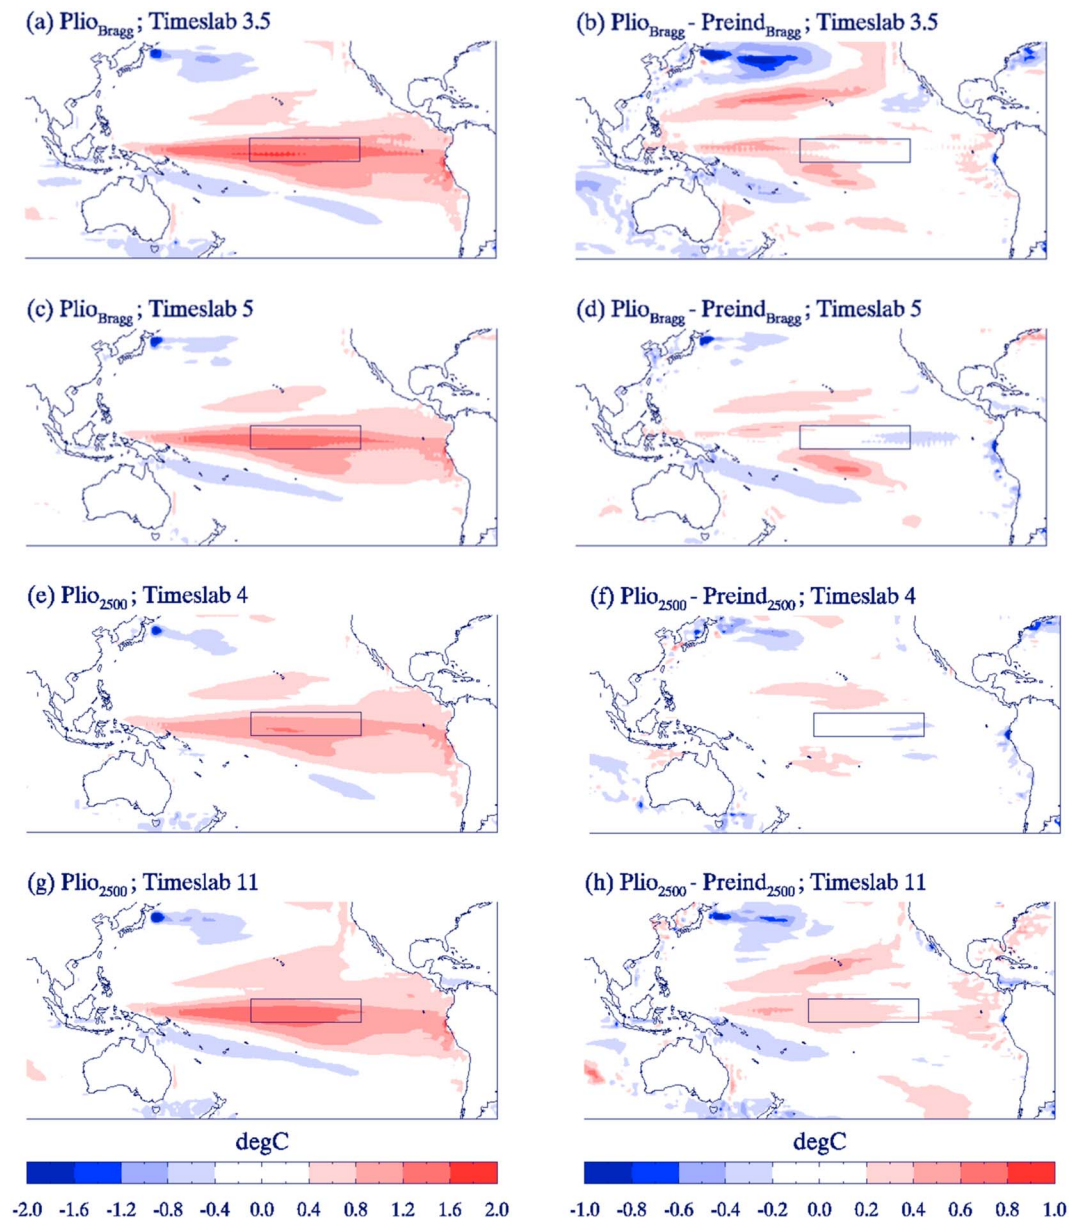 (a) Plio_Bragg ; Timeslab 3.5
(b) Plio_Bragg - Preind_Bragg ; Timeslab 3.5
(c) Plio_Bragg ; Timeslab 5
(d) Plio_Bragg - Preind_Bragg ; Timeslab 5
(e) Plio_2500 ; Timeslab 4
(f) Plio_2500 - Preind_2500 ; Timeslab 4
(g) Plio_2500 ; Timeslab 11
(h) Plio_2500 - Preind_2500 ; Timeslab 11
degC
-2.0 -1.6 -1.2 -0.8 -0.4 0.0 0.4 0.8 1.2 1.6 2.0
degC
-1.0 -0.8 -0.6 -0.4 -0.2 0.0 0.2 0.4 0.6 0.8 1.0